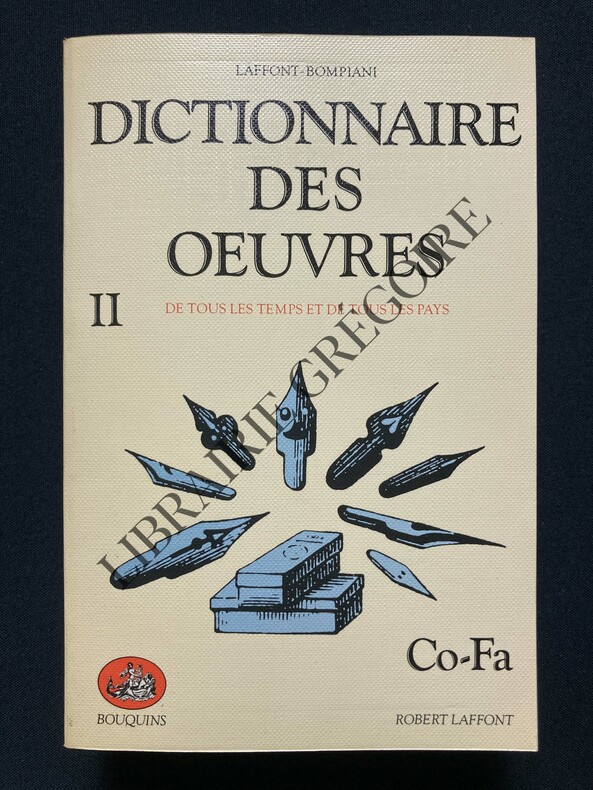 LAFFONT-BOMPIANI
DICTIONNAIRE
DES
OEUVRES
II
DE TOUS LES TEMPS ET DE TOUS LES PAYS
LIBRAIRIE GRÉGOIRE
Co-Fa
BOUQUINS
ROBERT LAFFONT